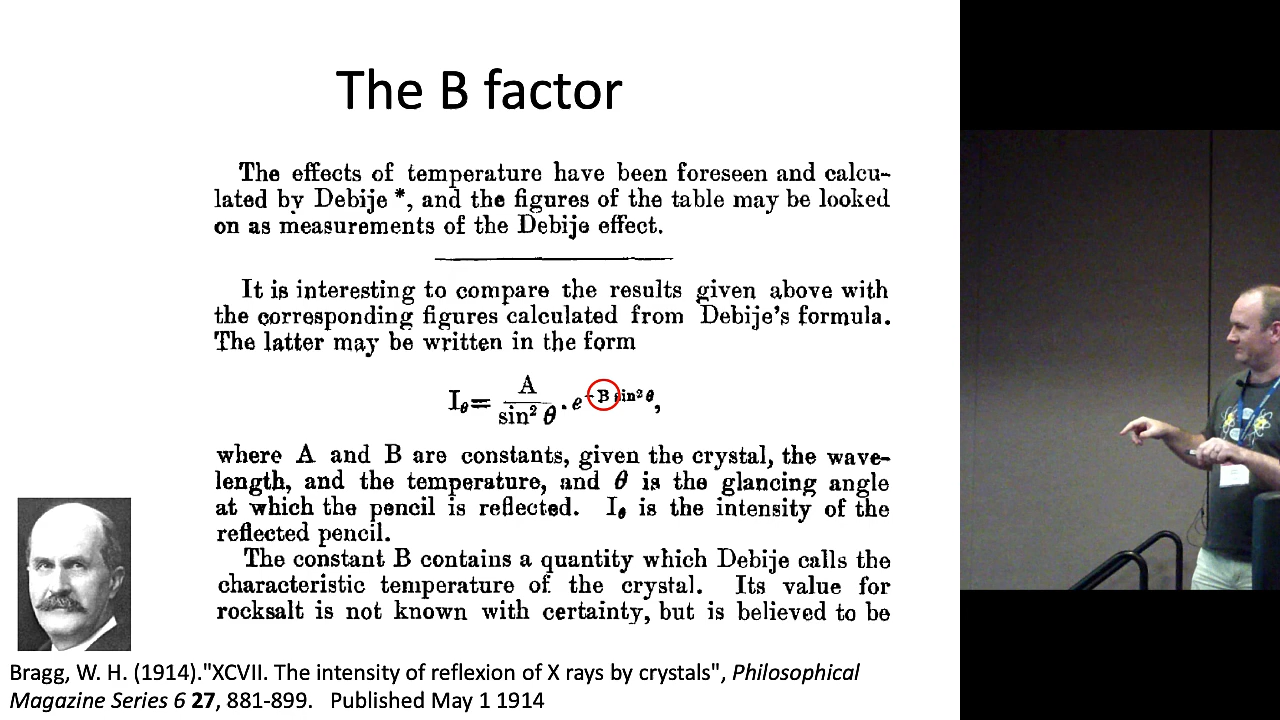 The B factor
The effects of temperature have been foreseen and calcu-
lated by Debije *, and the figures of the table may be looked
on as measurements of the Debije effect.
It is interesting to compare the results given above with
the corresponding figures calculated from Debije's formula.
The latter may be written in the form
I_θ = A / sin² θ . e^(-B sin² θ),
where A and B are constants, given the crystal, the wave-
length, and the temperature, and θ is the glancing angle
at which the pencil is reflected. I_θ is the intensity of the
reflected pencil.
The constant B contains a quantity which Debije calls the
characteristic temperature of the crystal. Its value for
rocksalt is not known with certainty, but is believed to be
Bragg, W. H. (1914)."XCVII. The intensity of reflexion of X rays by crystals", Philosophical
Magazine Series 6 27, 881-899. Published May 1 1914